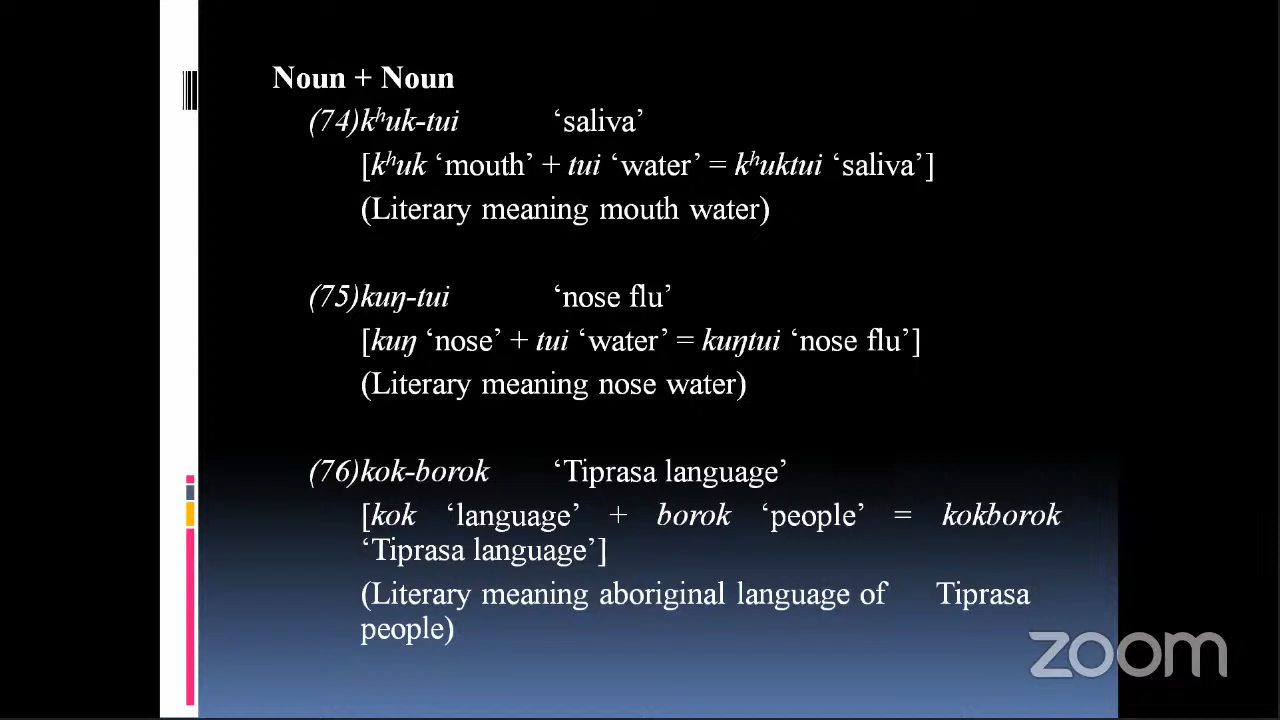 Noun + Noun
(74)kʰuk-tui ‘saliva’
[kʰuk ‘mouth’ + tui ‘water’ = kʰuktui ‘saliva’]
(Literary meaning mouth water)
(75)kuŋ-tui ‘nose flu’
[kuŋ ‘nose’ + tui ‘water’ = kuŋtui ‘nose flu’]
(Literary meaning nose water)
(76)kok-borok ‘Tiprasa language’
[kok ‘language’ + borok ‘people’ = kokborok
‘Tiprasa language’]
(Literary meaning aboriginal language of Tiprasa
people)
zoom